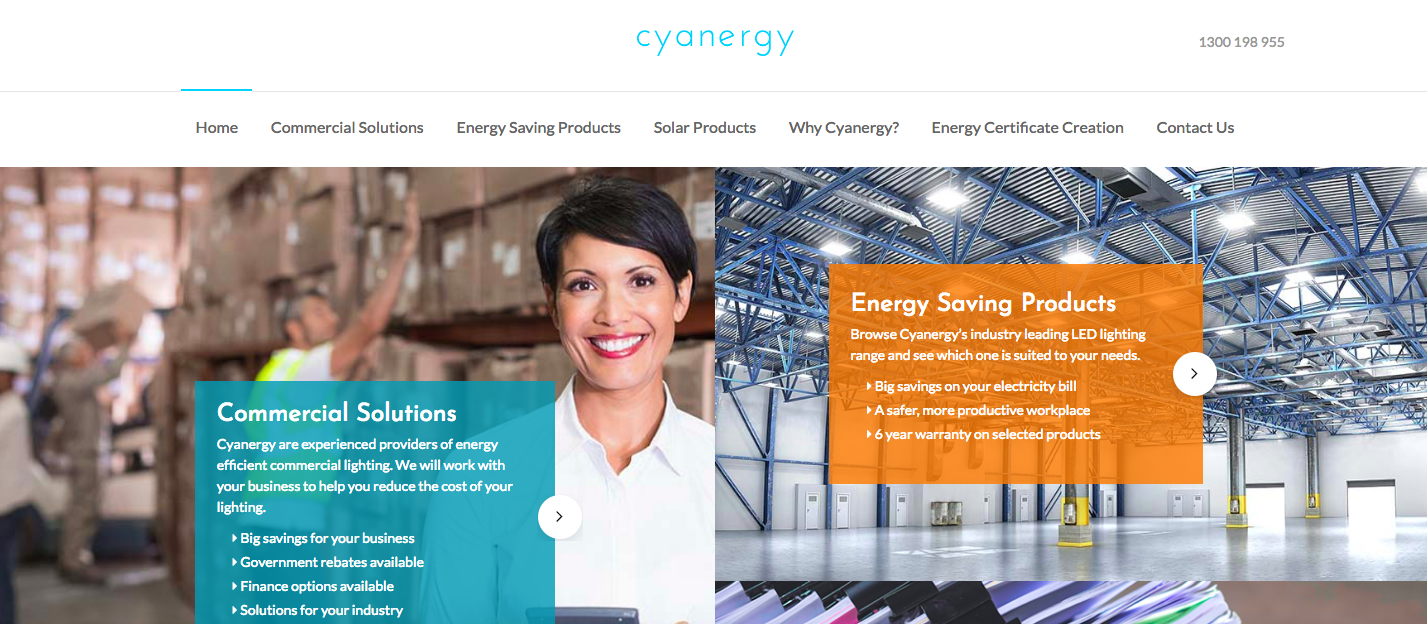 cyanergy
1300 198 955
Home
Commercial Solutions
Energy Saving Products
Solar Products
Why Cyanergy?
Energy Certificate Creation
Contact Us
Commercial Solutions
Cyanergy are experienced providers of energy
efficient commercial lighting. We will work with
your business to help you reduce the cost of your
lighting.
Big savings for your business
Government rebates available
Finance options available
Solutions for your industry
Energy Saving Products
Browse Cyanergy's industry leading LED lighting
range and see which one is suited to your needs.
Big savings on your electricity bill
A safer, more productive workplace
6 year warranty on selected products